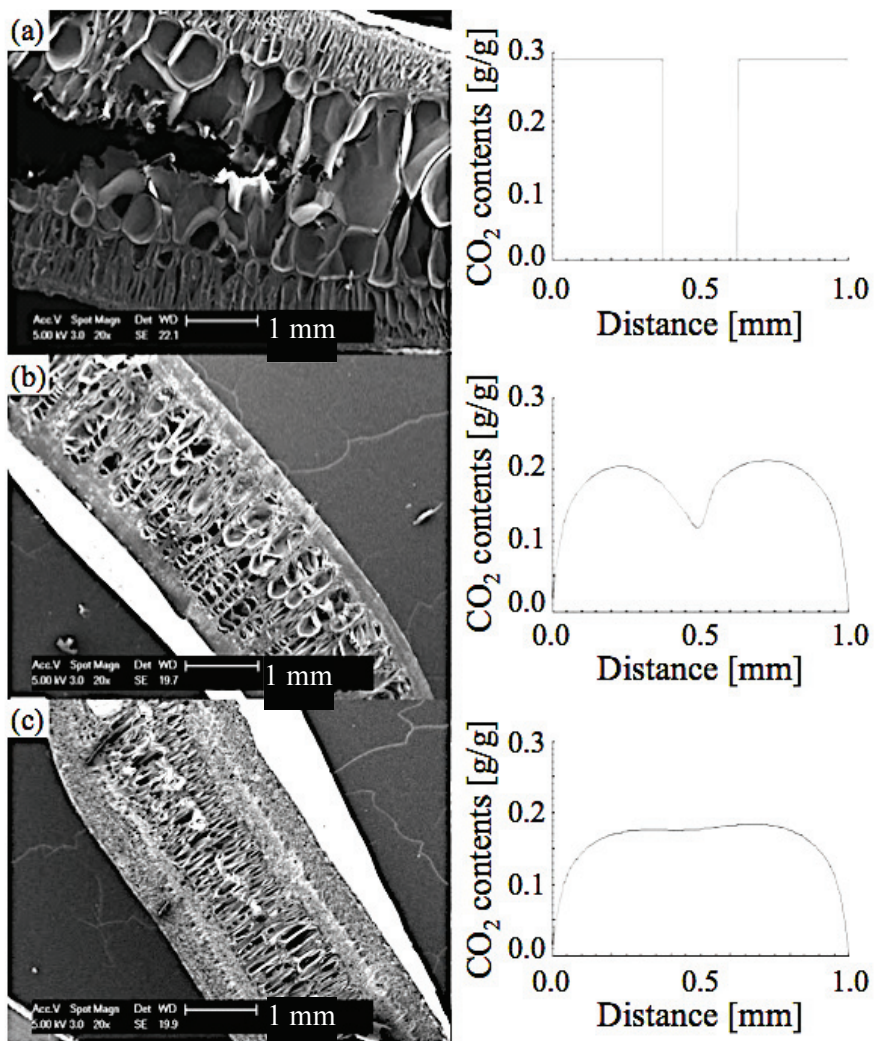 (a)
Acc.V Spot Magn Det WD
5.00 kV 3.0 20x SE 22.1
1 mm
CO2 contents [g/g]
0.3
0.2
0.1
0.0
0.0 0.5 1.0
Distance [mm]
(b)
Acc.V Spot Magn Det WD
5.00 kV 3.0 20x SE 19.7
1 mm
CO2 contents [g/g]
0.3
0.2
0.1
0.0
0.0 0.5 1.0
Distance [mm]
(c)
Acc.V Spot Magn Det WD
5.00 kV 3.0 20x SE 19.9
1 mm
CO2 contents [g/g]
0.3
0.2
0.1
0.0
0.0 0.5 1.0
Distance [mm]